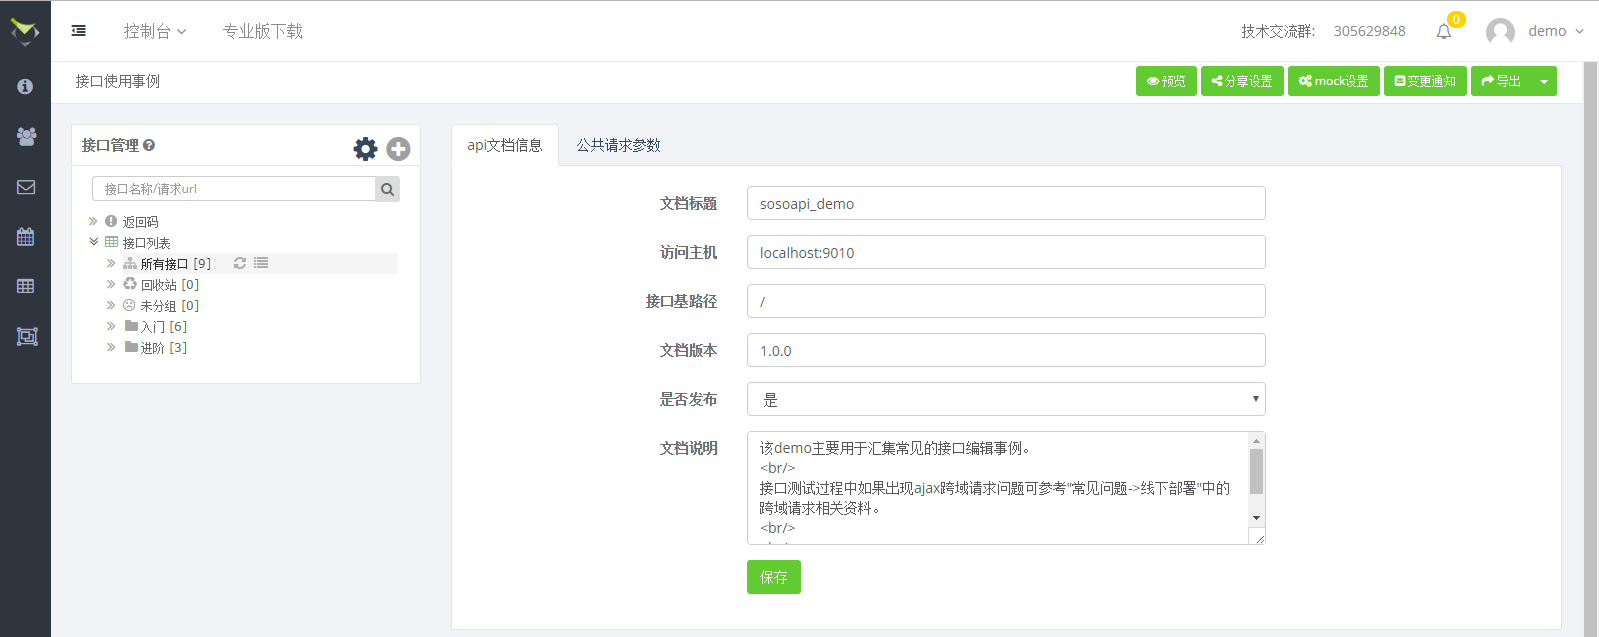 控制台
专业版下载
技术交流群:
305629848
0
demo
接口使用事例
预览
分享设置
mock设置
变更通知
导出
接口管理
接口名称/请求url
返回码
接口列表
所有接口 [9]
回收站 [0]
未分组 [0]
入门 [6]
进阶 [3]
api文档信息
公共请求参数
文档标题
sosoapi_demo
访问主机
localhost:9010
接口基路径
/
文档版本
1.0.0
是否发布
是
文档说明
该demo主要用于汇集常见的接口编辑事例。
<br/>
接口测试过程中如果出现ajax跨域请求问题可参考"常见问题->线下部署"中的
跨域请求相关资料。
<br/>
保存